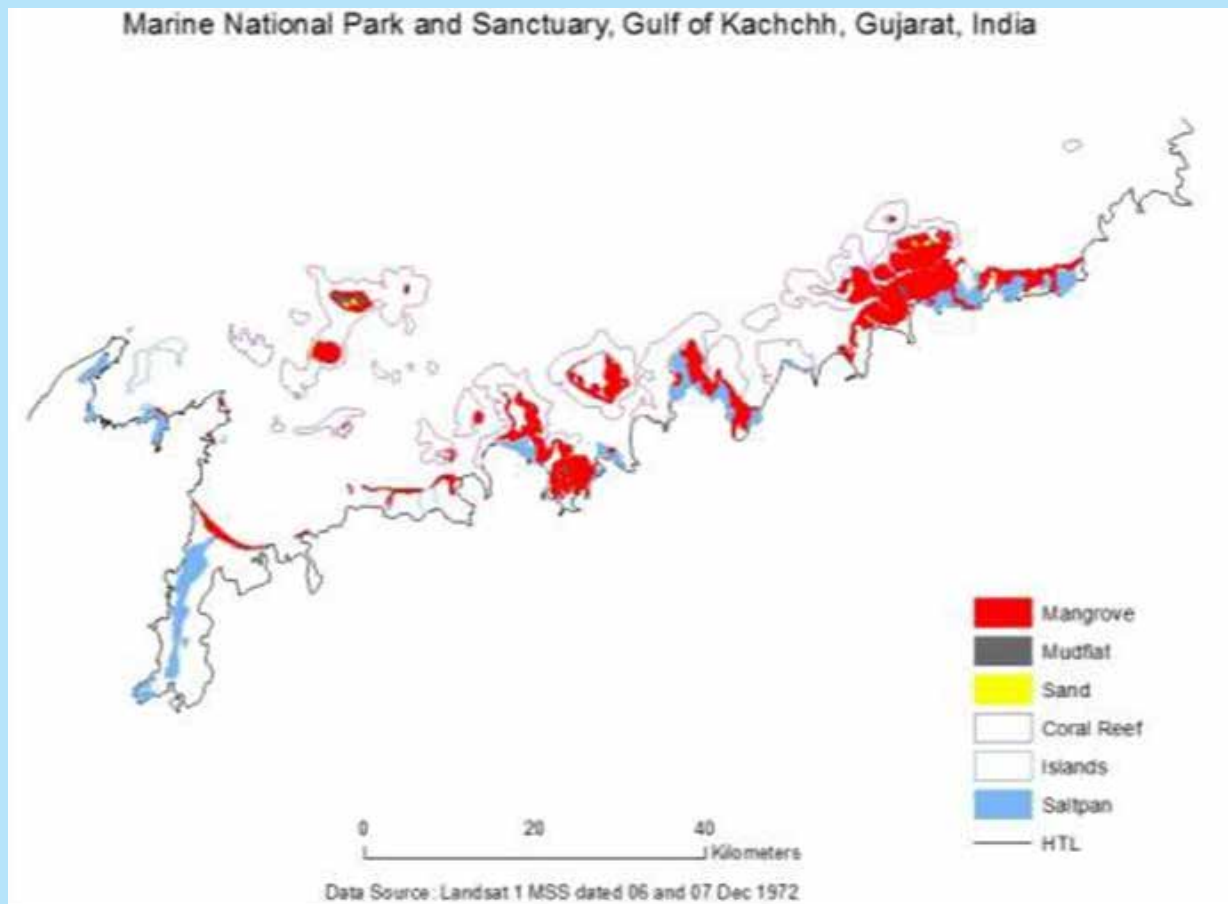 Marine National Park and Sanctuary, Gulf of Kachchh, Gujarat, India
Mangrove
Mudflat
Sand
Coral Reef
Islands
Saltpan
HTL
0 20 40
Kilometers
Data Source: Landsat 1 MSS dated 06 and 07 Dec 1972